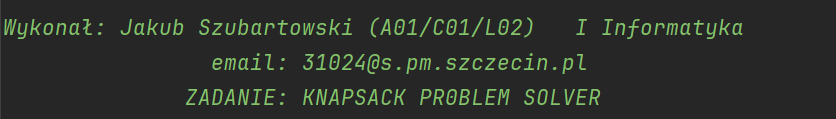 Wykonał: Jakub Szubartowski (A01/C01/L02) I Informatyka
email: 31024@s.pm.szczecin.pl
ZADANIE: KNAPSACK PROBLEM SOLVER